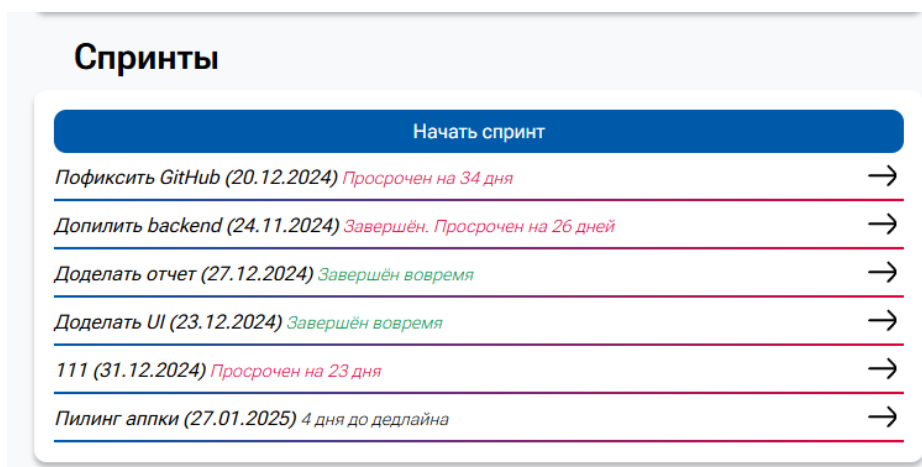 Спринты
Начать спринт
Пофиксить GitHub (20.12.2024) Просрочен на 34 дня
Допилить backend (24.11.2024) Завершён. Просрочен на 26 дней
Доделать отчет (27.12.2024) Завершён вовремя
Доделать UI (23.12.2024) Завершён вовремя
111 (31.12.2024) Просрочен на 23 дня
Пилинг аппки (27.01.2025) 4 дня до дедлайна